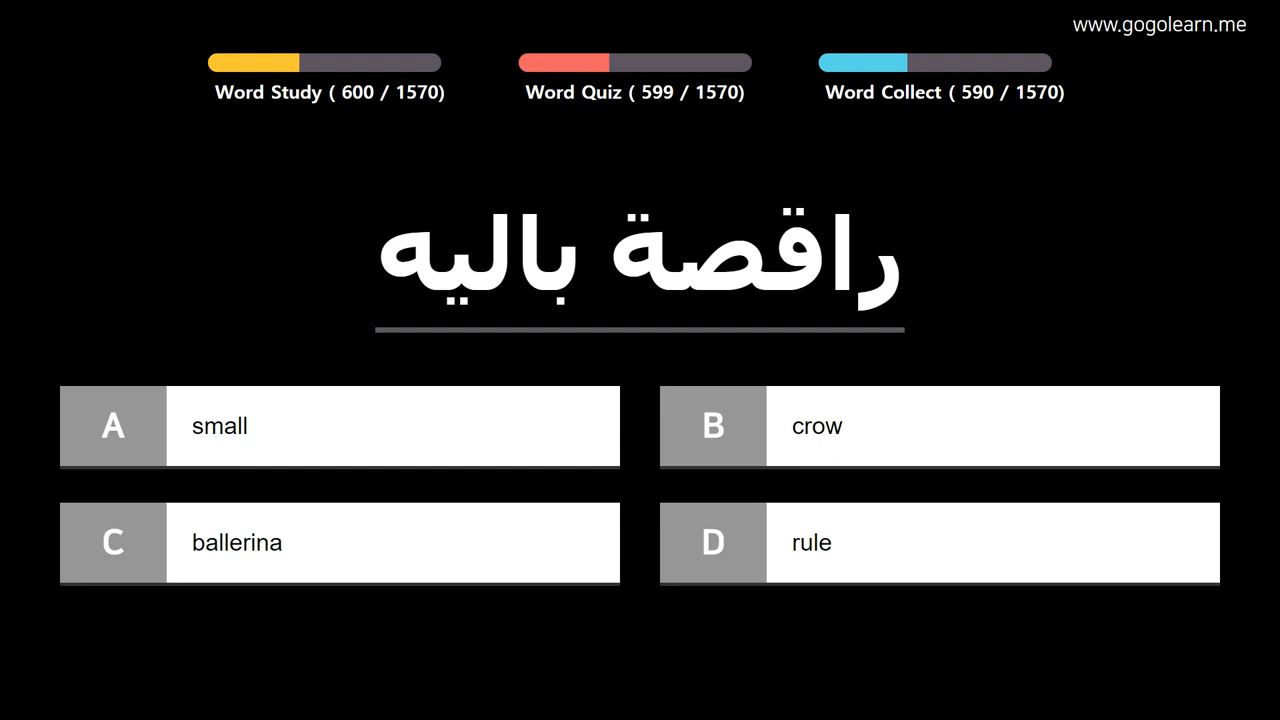 www.gogolearn.me
Word Study ( 600 / 1570)
Word Quiz ( 599 / 1570)
Word Collect ( 590 / 1570)
راقصة باليه
A small
B crow
C ballerina
D rule